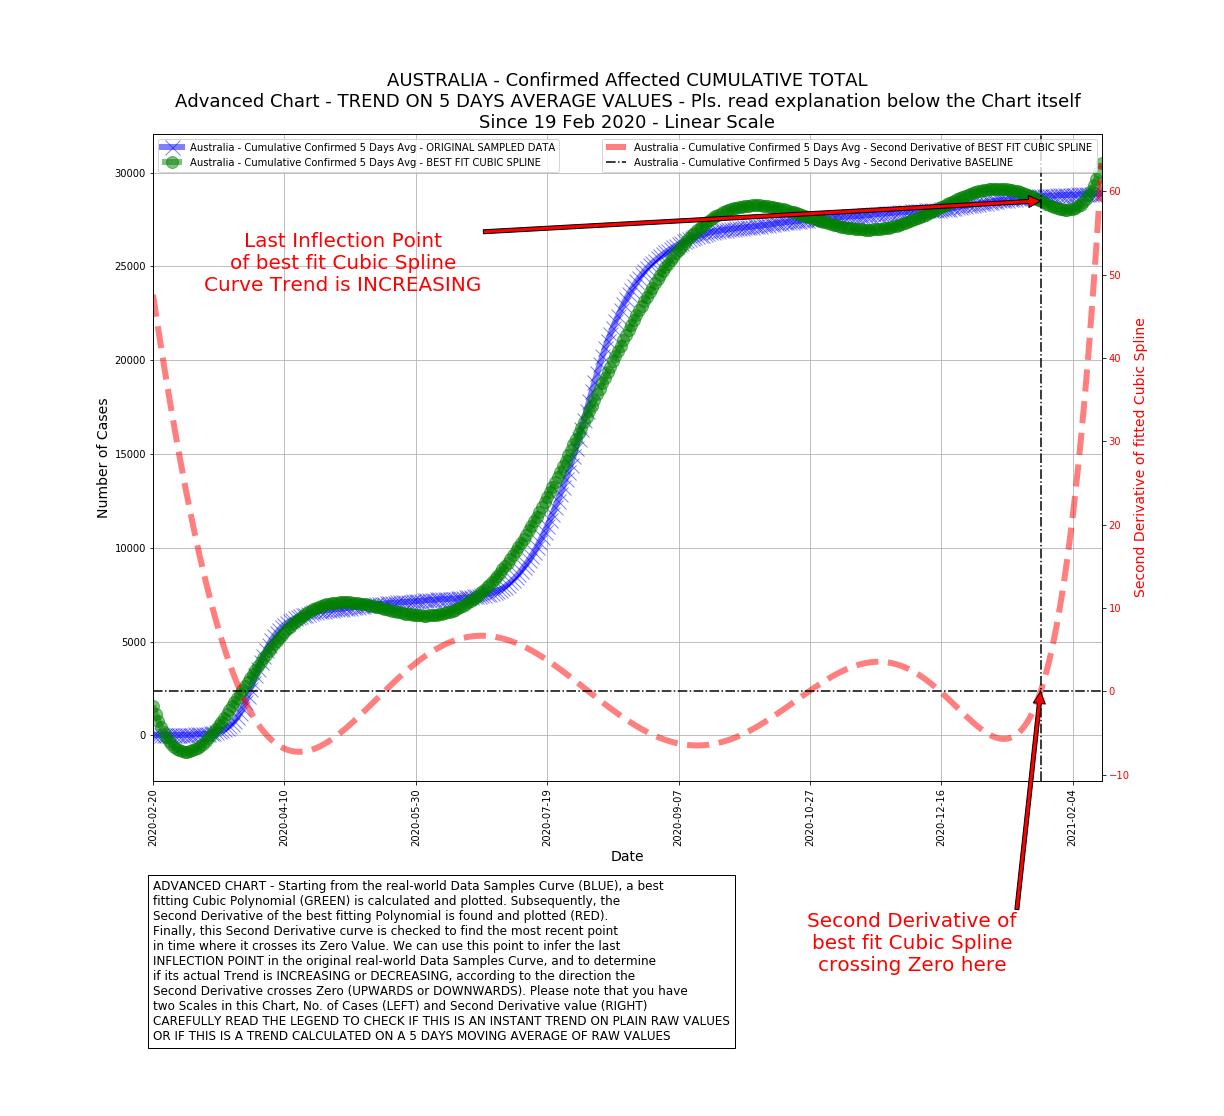 AUSTRALIA - Confirmed Affected CUMULATIVE TOTAL
Advanced Chart - TREND ON 5 DAYS AVERAGE VALUES - Pls. read explanation below the Chart itself
Since 19 Feb 2020 - Linear Scale
Australia - Cumulative Confirmed 5 Days Avg - ORIGINAL SAMPLED DATA
Australia - Cumulative Confirmed 5 Days Avg - BEST FIT CUBIC SPLINE
Australia - Cumulative Confirmed 5 Days Avg - Second Derivative of BEST FIT CUBIC SPLINE
Australia - Cumulative Confirmed 5 Days Avg - Second Derivative BASELINE
Last Inflection Point
of best fit Cubic Spline
Curve Trend is INCREASING
Number of Cases
30000
25000
20000
15000
10000
5000
0
Second Derivative of fitted Cubic Spline
60
50
40
30
20
10
0
−10
2020-02-20
2020-04-10
2020-05-30
2020-07-19
2020-09-07
2020-10-27
2020-12-16
2021-02-04
Date
ADVANCED CHART - Starting from the real-world Data Samples Curve (BLUE), a best
fitting Cubic Polynomial (GREEN) is calculated and plotted. Subsequently, the
Second Derivative of the best fitting Polynomial is found and plotted (RED).
Finally, this Second Derivative curve is checked to find the most recent point
in time where it crosses its Zero Value. We can use this point to infer the last
INFLECTION POINT in the original real-world Data Samples Curve, and to determine
if its actual Trend is INCREASING or DECREASING, according to the direction the
Second Derivative crosses Zero (UPWARDS or DOWNWARDS). Please note that you have
two Scales in this Chart, No. of Cases (LEFT) and Second Derivative value (RIGHT)
CAREFULLY READ THE LEGEND TO CHECK IF THIS IS AN INSTANT TREND ON PLAIN RAW VALUES
OR IF THIS IS A TREND CALCULATED ON A 5 DAYS MOVING AVERAGE OF RAW VALUES
Second Derivative of
best fit Cubic Spline
crossing Zero here